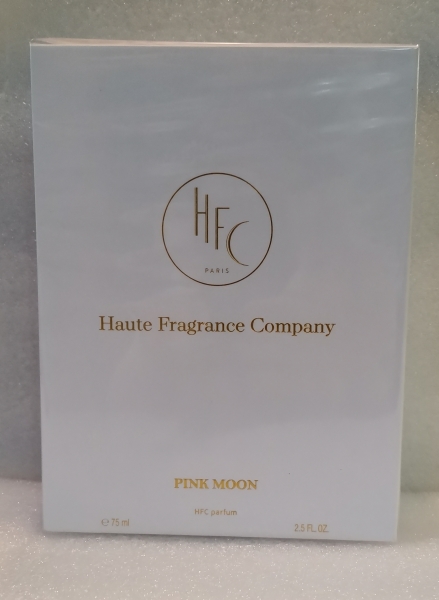 HFC
PARIS
Haute Fragrance Company
PINK MOON
HFC parfum
℮ 75 ml
2.5 FL. OZ.